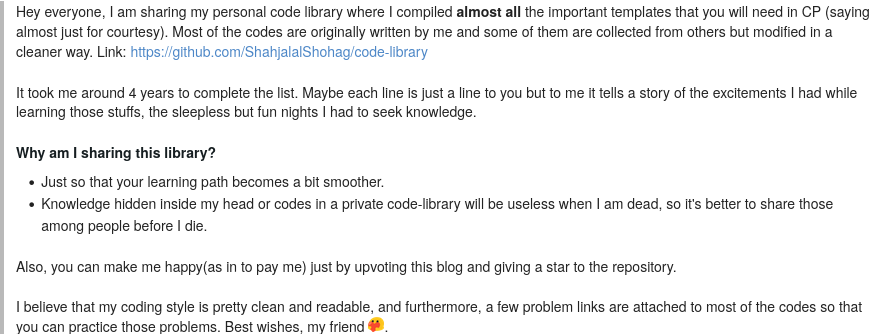 Hey everyone, I am sharing my personal code library where I compiled almost all the important templates that you will need in CP (saying
almost just for courtesy). Most of the codes are originally written by me and some of them are collected from others but modified in a
cleaner way. Link: https://github.com/ShahjalalShohag/code-library
It took me around 4 years to complete the list. Maybe each line is just a line to you but to me it tells a story of the excitements I had while
learning those stuffs, the sleepless but fun nights I had to seek knowledge.
Why am I sharing this library?
• Just so that your learning path becomes a bit smoother.
• Knowledge hidden inside my head or codes in a private code-library will be useless when I am dead, so it's better to share those
among people before I die.
Also, you can make me happy(as in to pay me) just by upvoting this blog and giving a star to the repository.
I believe that my coding style is pretty clean and readable, and furthermore, a few problem links are attached to most of the codes so that
you can practice those problems. Best wishes, my friend 🥰.